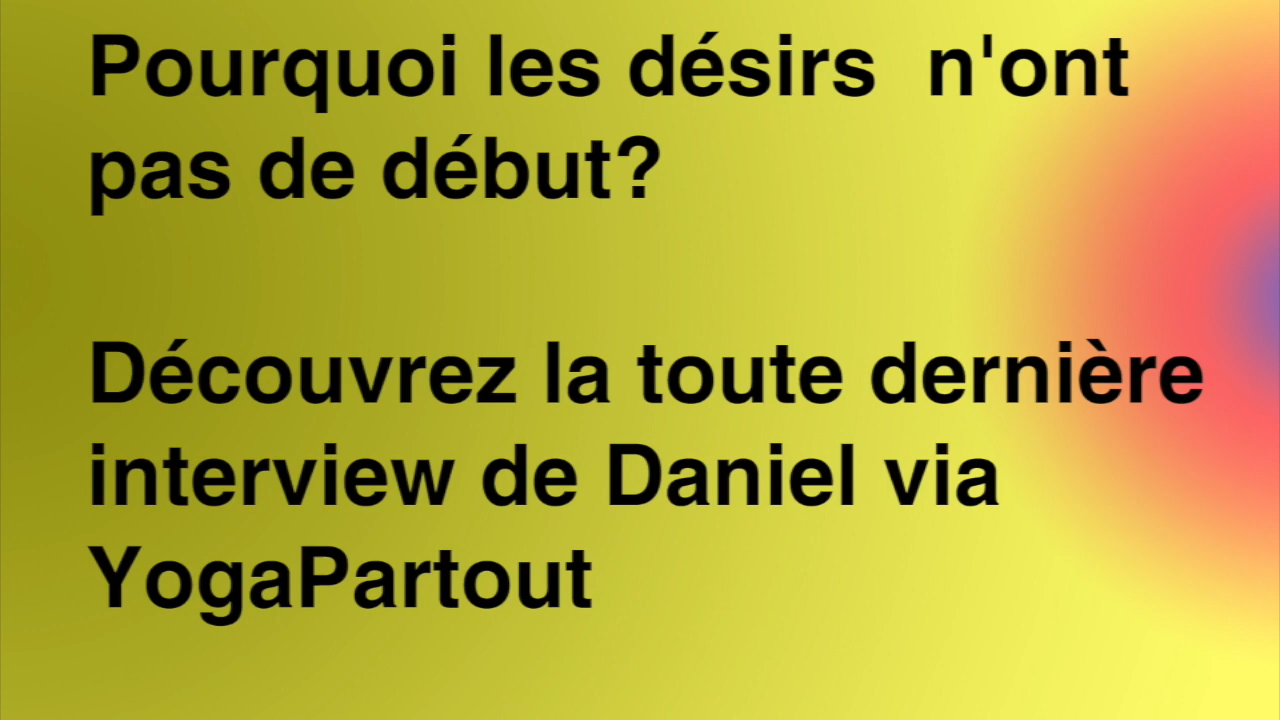 Pourquoi les désirs  n'ont
pas de début?
Découvrez la toute dernière
interview de Daniel via
YogaPartout